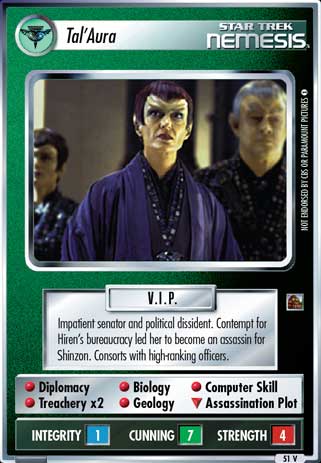 Tal'Aura
STAR TREK
NEMESIS
NOT ENDORSED BY CBS OR PARAMOUNT PICTURES
V.I.P.
Impatient senator and political dissident. Contempt for
Hiren's bureaucracy led her to become an assassin for
Shinzon. Consorts with high-ranking officers.
Diplomacy Biology Computer Skill
Treachery x2 Geology Assassination Plot
INTEGRITY 1 CUNNING 7 STRENGTH 4
51 V